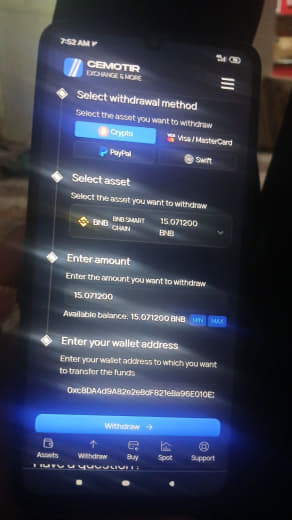 7:52 AM
CEMOTIR
EXCHANGE & MORE
Select withdrawal method
Select the asset you want to withdraw
Crypto
VISA Visa / MasterCard
PayPal
Swift
Select asset
Select the asset you want to withdraw
BNB BNB SMART CHAIN 15.071200 BNB
Enter amount
Enter the amount you want to withdraw
15.071200
Available balance: 15.071200 BNB MIN MAX
Enter your wallet address
Enter your wallet address to which you want
to transfer the funds
Withdraw →
Assets Withdraw Buy Spot Support
Have a question?